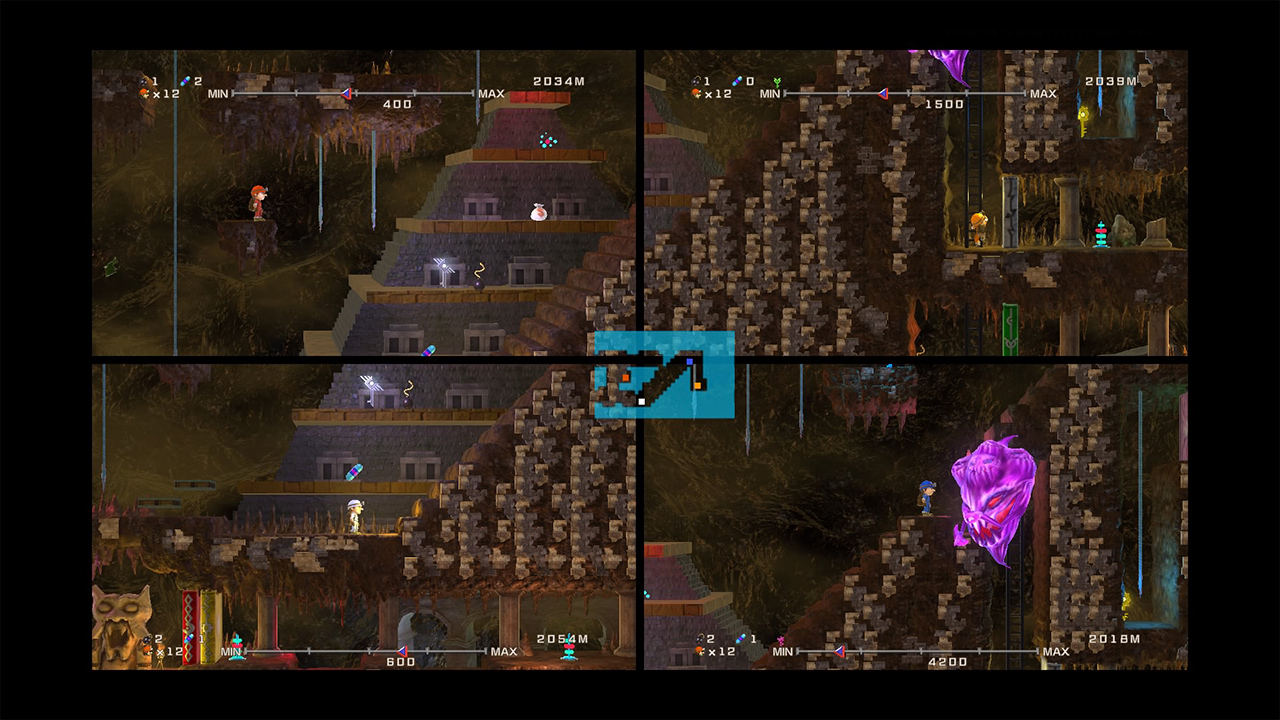 1 2 2034M
x12 MIN MAX
400
1 0 2039M
x12 MIN MAX
1500
2 1 2054M
x12 MIN MAX
600
2 1 2018M
x12 MIN MAX
4200